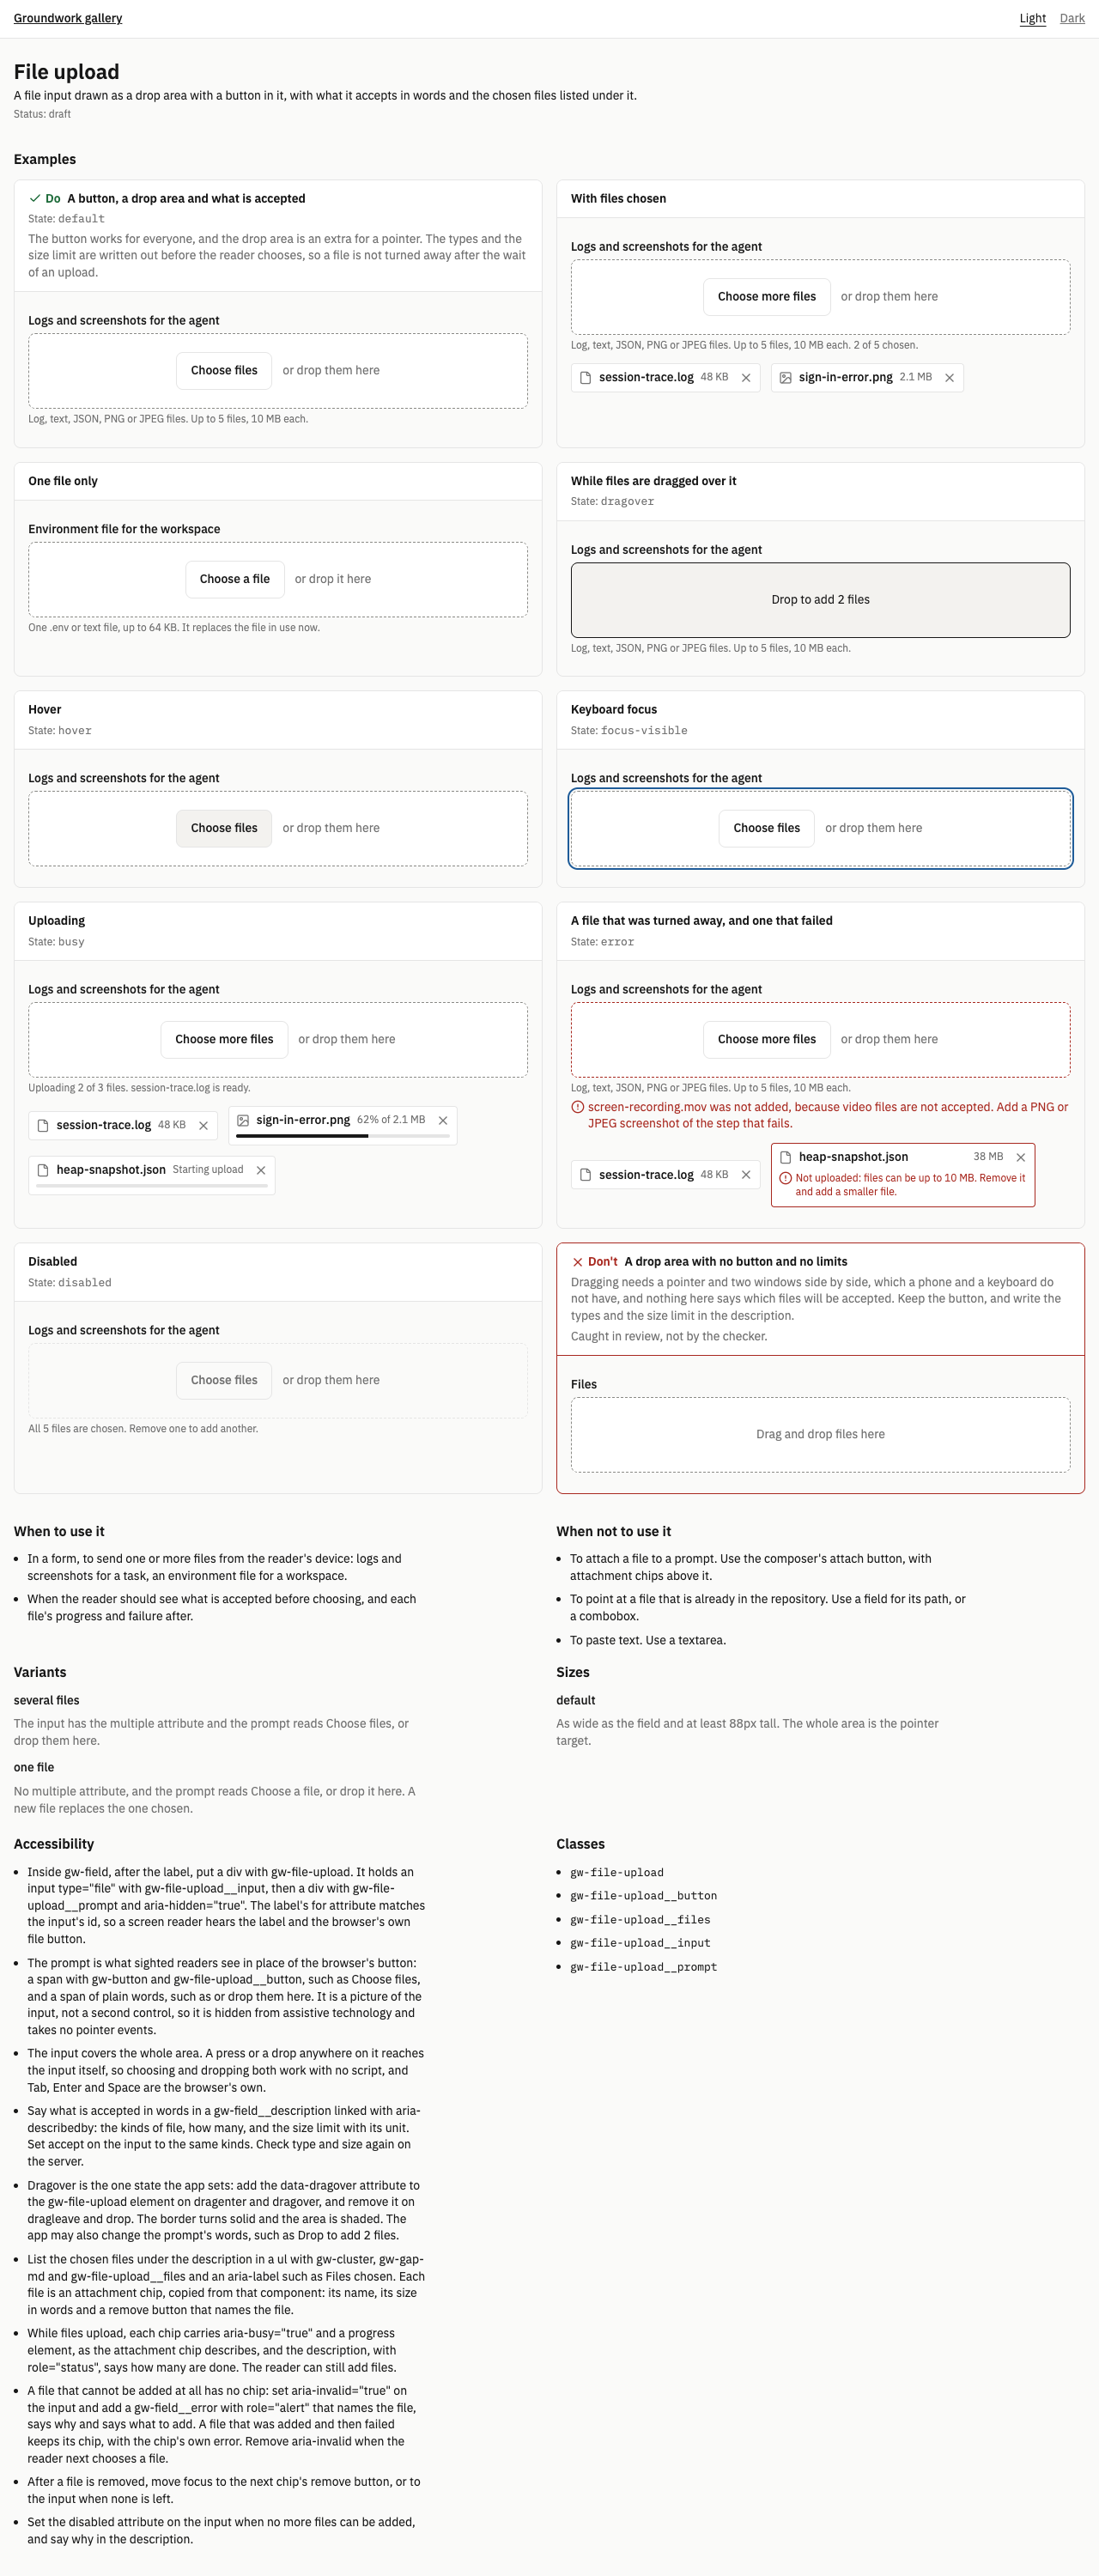 Groundwork gallery
Light Dark
File upload
A file input drawn as a drop area with a button in it, with what it accepts in words and the chosen files listed under it.
Status: draft
Examples
Do A button, a drop area and what is accepted
State: default
The button works for everyone, and the drop area is an extra for a pointer. The types and the
size limit are written out before the reader chooses, so a file is not turned away after the wait
of an upload.
Logs and screenshots for the agent
Choose files or drop them here
Log, text, JSON, PNG or JPEG files. Up to 5 files, 10 MB each.
With files chosen
Logs and screenshots for the agent
Choose more files or drop them here
Log, text, JSON, PNG or JPEG files. Up to 5 files, 10 MB each. 2 of 5 chosen.
session-trace.log 48 KB sign-in-error.png 2.1 MB
One file only
Environment file for the workspace
Choose a file or drop it here
One .env or text file, up to 64 KB. It replaces the file in use now.
While files are dragged over it
State: dragover
Logs and screenshots for the agent
Drop to add 2 files
Log, text, JSON, PNG or JPEG files. Up to 5 files, 10 MB each.
Hover
State: hover
Logs and screenshots for the agent
Choose files or drop them here
Keyboard focus
State: focus-visible
Logs and screenshots for the agent
Choose files or drop them here
Uploading
State: busy
Logs and screenshots for the agent
Choose more files or drop them here
Uploading 2 of 3 files. session-trace.log is ready.
session-trace.log 48 KB sign-in-error.png 62% of 2.1 MB
heap-snapshot.json Starting upload
A file that was turned away, and one that failed
State: error
Logs and screenshots for the agent
Choose more files or drop them here
Log, text, JSON, PNG or JPEG files. Up to 5 files, 10 MB each.
screen-recording.mov was not added, because video files are not accepted. Add a PNG or
JPEG screenshot of the step that fails.
session-trace.log 48 KB heap-snapshot.json 38 MB
Not uploaded: files can be up to 10 MB. Remove it
and add a smaller file.
Disabled
State: disabled
Logs and screenshots for the agent
Choose files or drop them here
All 5 files are chosen. Remove one to add another.
Don't A drop area with no button and no limits
Dragging needs a pointer and two windows side by side, which a phone and a keyboard do
not have, and nothing here says which files will be accepted. Keep the button, and write the
types and the size limit in the description.
Caught in review, not by the checker.
Files
Drag and drop files here
When to use it
In a form, to send one or more files from the reader's device: logs and
screenshots for a task, an environment file for a workspace.
When the reader should see what is accepted before choosing, and each
file's progress and failure after.
When not to use it
To attach a file to a prompt. Use the composer's attach button, with
attachment chips above it.
To point at a file that is already in the repository. Use a field for its path, or
a combobox.
To paste text. Use a textarea.
Variants
several files
The input has the multiple attribute and the prompt reads Choose files, or
drop them here.
one file
No multiple attribute, and the prompt reads Choose a file, or drop it here. A
new file replaces the one chosen.
Sizes
default
As wide as the field and at least 88px tall. The whole area is the pointer
target.
Accessibility
Inside gw-field, after the label, put a div with gw-file-upload. It holds an
input type="file" with gw-file-upload__input, then a div with gw-file-
upload__prompt and aria-hidden="true". The label's for attribute matches
the input's id, so a screen reader hears the label and the browser's own
file button.
The prompt is what sighted readers see in place of the browser's button:
a span with gw-button and gw-file-upload__button, such as Choose files,
and a span of plain words, such as or drop them here. It is a picture of the
input, not a second control, so it is hidden from assistive technology and
takes no pointer events.
The input covers the whole area. A press or a drop anywhere on it reaches
the input itself, so choosing and dropping both work with no script, and
Tab, Enter and Space are the browser's own.
Say what is accepted in words in a gw-field__description linked with aria-
describedby: the kinds of file, how many, and the size limit with its unit.
Set accept on the input to the same kinds. Check type and size again on
the server.
Dragover is the one state the app sets: add the data-dragover attribute to
the gw-file-upload element on dragenter and dragover, and remove it on
dragleave and drop. The border turns solid and the area is shaded. The
app may also change the prompt's words, such as Drop to add 2 files.
List the chosen files under the description in a ul with gw-cluster, gw-gap-
md and gw-file-upload__files and an aria-label such as Files chosen. Each
file is an attachment chip, copied from that component: its name, its size
in words and a remove button that names the file.
While files upload, each chip carries aria-busy="true" and a progress
element, as the attachment chip describes, and the description, with
role="status", says how many are done. The reader can still add files.
A file that cannot be added at all has no chip: set aria-invalid="true" on
the input and add a gw-field__error with role="alert" that names the file,
says why and says what to add. A file that was added and then failed
keeps its chip, with the chip's own error. Remove aria-invalid when the
reader next chooses a file.
After a file is removed, move focus to the next chip's remove button, or to
the input when none is left.
Set the disabled attribute on the input when no more files can be added,
and say why in the description.
Classes
gw-file-upload
gw-file-upload__button
gw-file-upload__files
gw-file-upload__input
gw-file-upload__prompt